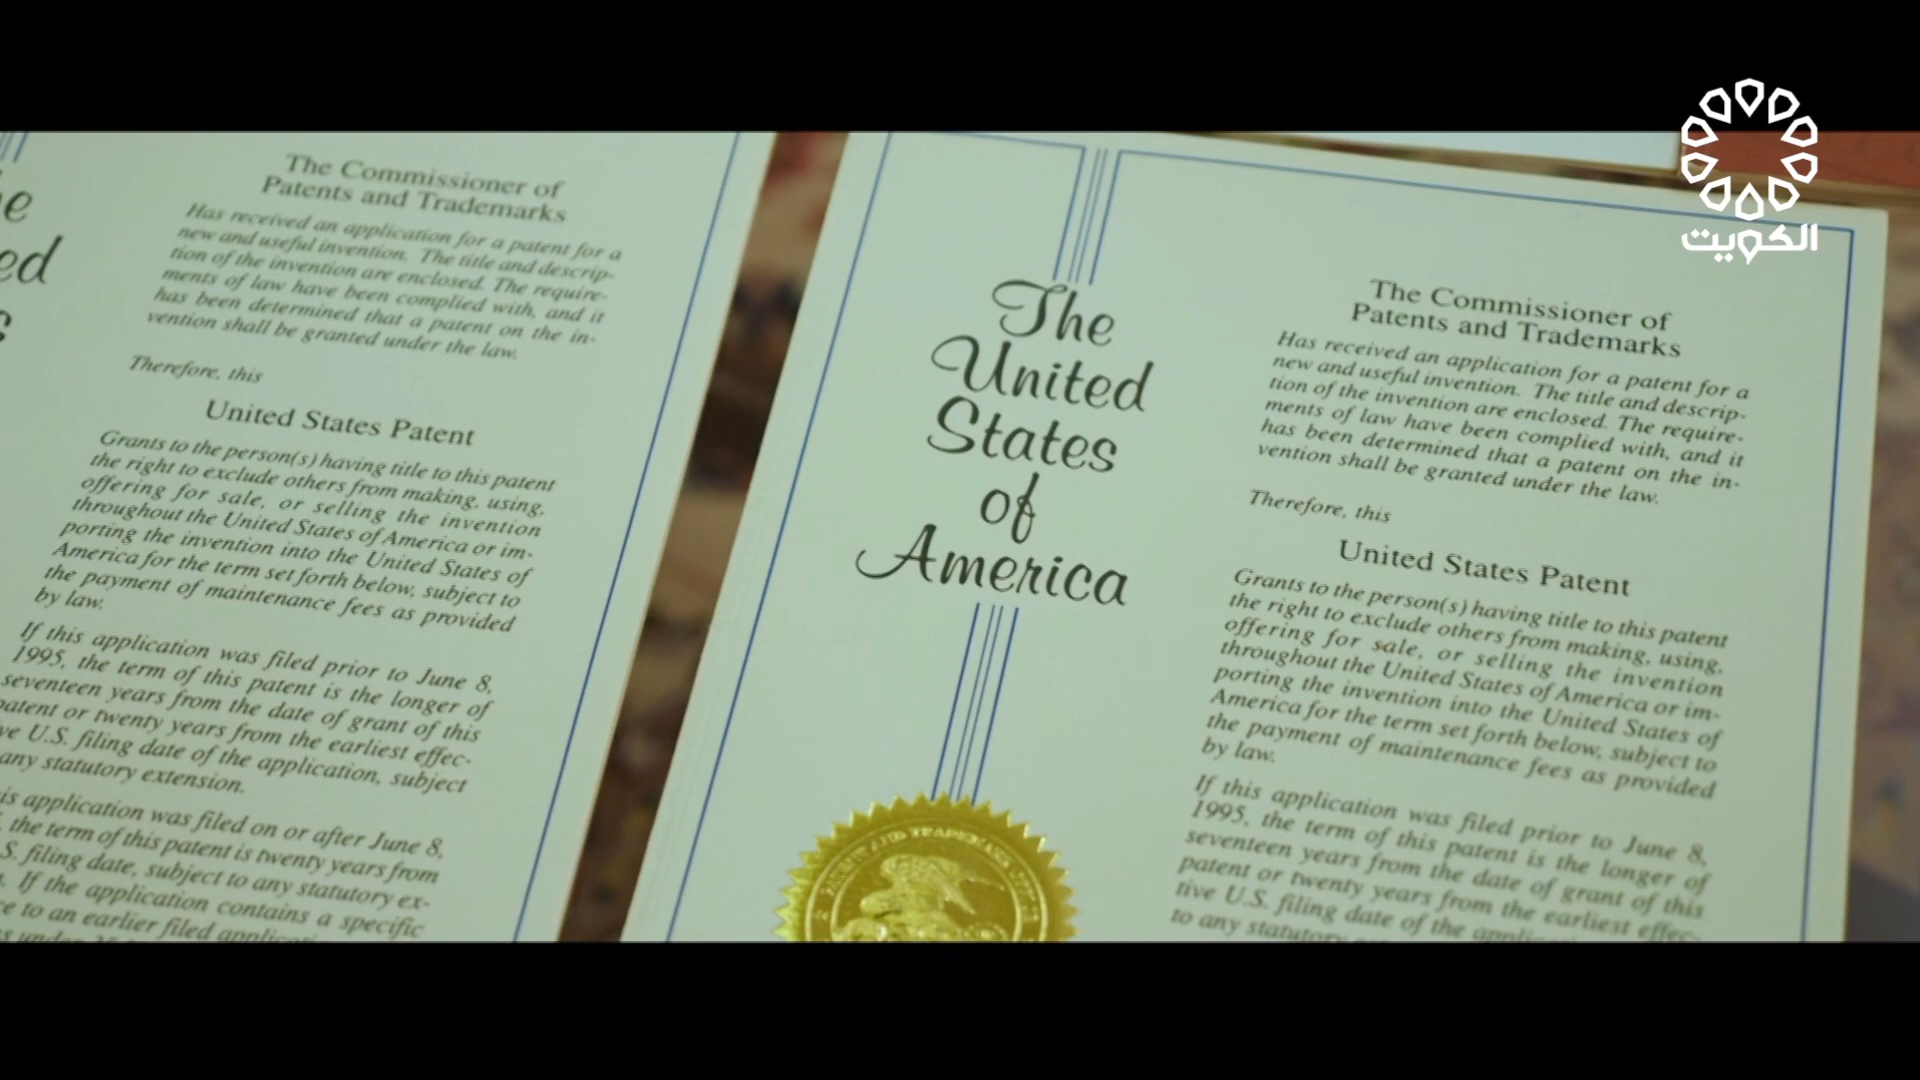 he
ed
s
The Commissioner of
Patents and Trademarks
Has received an application for a patent for a
new and useful invention. The title and descrip-
tion of the invention are enclosed. The require-
ments of law have been complied with, and it
has been determined that a patent on the in-
vention shall be granted under the law.
Therefore, this
United States Patent
Grants to the person(s) having title to this patent
the right to exclude others from making, using,
offering for sale, or selling the invention
throughout the United States of America or im-
porting the invention into the United States of
America for the term set forth below, subject to
the payment of maintenance fees as provided
by law.
If this application was filed prior to June 8,
1995, the term of this patent is the longer of
seventeen years from the date of grant of this
patent or twenty years from the earliest effec-
ve U.S. filing date of the application, subject
any statutory extension.
is application was filed on or after June 8,
, the term of this patent is twenty years from
S. filing date, subject to any statutory ex-
. If the application contains a specific
ce to an earlier filed applicati
The
United
States
of
America
The Commissioner of
Patents and Trademarks
Has received an application for a patent for a
new and useful invention. The title and descrip-
tion of the invention are enclosed. The require-
ments of law have been complied with, and it
has been determined that a patent on the in-
vention shall be granted under the law.
Therefore, this
United States Patent
Grants to the person(s) having title to this patent
the right to exclude others from making, using,
offering for sale, or selling the invention
throughout the United States of America or im-
porting the invention into the United States of
America for the term set forth below, subject to
the payment of maintenance fees as provided
by law.
If this application was filed prior to June 8,
1995, the term of this patent is the longer of
seventeen years from the date of grant of this
patent or twenty years from the earliest effec-
tive U.S. filing date of the application,
to any statutory
الكويت